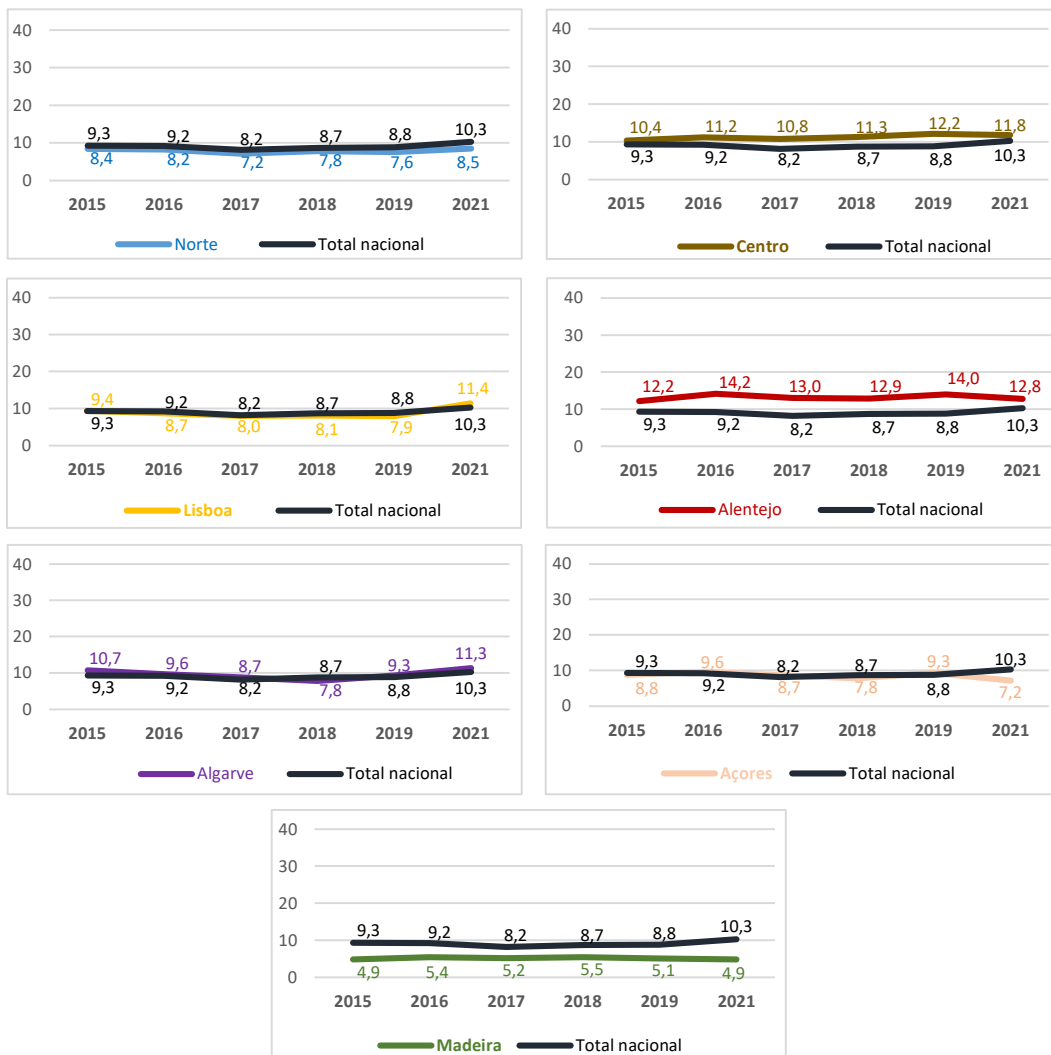 40
30
20
10
0
9,3 9,2 8,2 8,7 8,8 10,3
8,4 8,2 7,2 7,8 7,6 8,5
2015 2016 2017 2018 2019 2021
Norte Total nacional
40
30
20
10
0
10,4 11,2 10,8 11,3 12,2 11,8
9,3 9,2 8,2 8,7 8,8 10,3
2015 2016 2017 2018 2019 2021
Centro Total nacional
40
30
20
10
0
9,4 9,2 8,2 8,7 8,8 11,4
9,3 8,7 8,0 8,1 7,9 10,3
2015 2016 2017 2018 2019 2021
Lisboa Total nacional
40
30
20
10
0
12,2 14,2 13,0 12,9 14,0 12,8
9,3 9,2 8,2 8,7 8,8 10,3
2015 2016 2017 2018 2019 2021
Alentejo Total nacional
40
30
20
10
0
10,7 9,6 8,7 8,7 9,3 11,3
9,3 9,2 8,2 7,8 8,8 10,3
2015 2016 2017 2018 2019 2021
Algarve Total nacional
40
30
20
10
0
9,3 9,6 8,2 8,7 9,3 10,3
8,8 9,2 8,7 7,8 8,8 7,2
2015 2016 2017 2018 2019 2021
Açores Total nacional
40
30
20
10
0
9,3 9,2 8,2 8,7 8,8 10,3
4,9 5,4 5,2 5,5 5,1 4,9
2015 2016 2017 2018 2019 2021
Madeira Total nacional